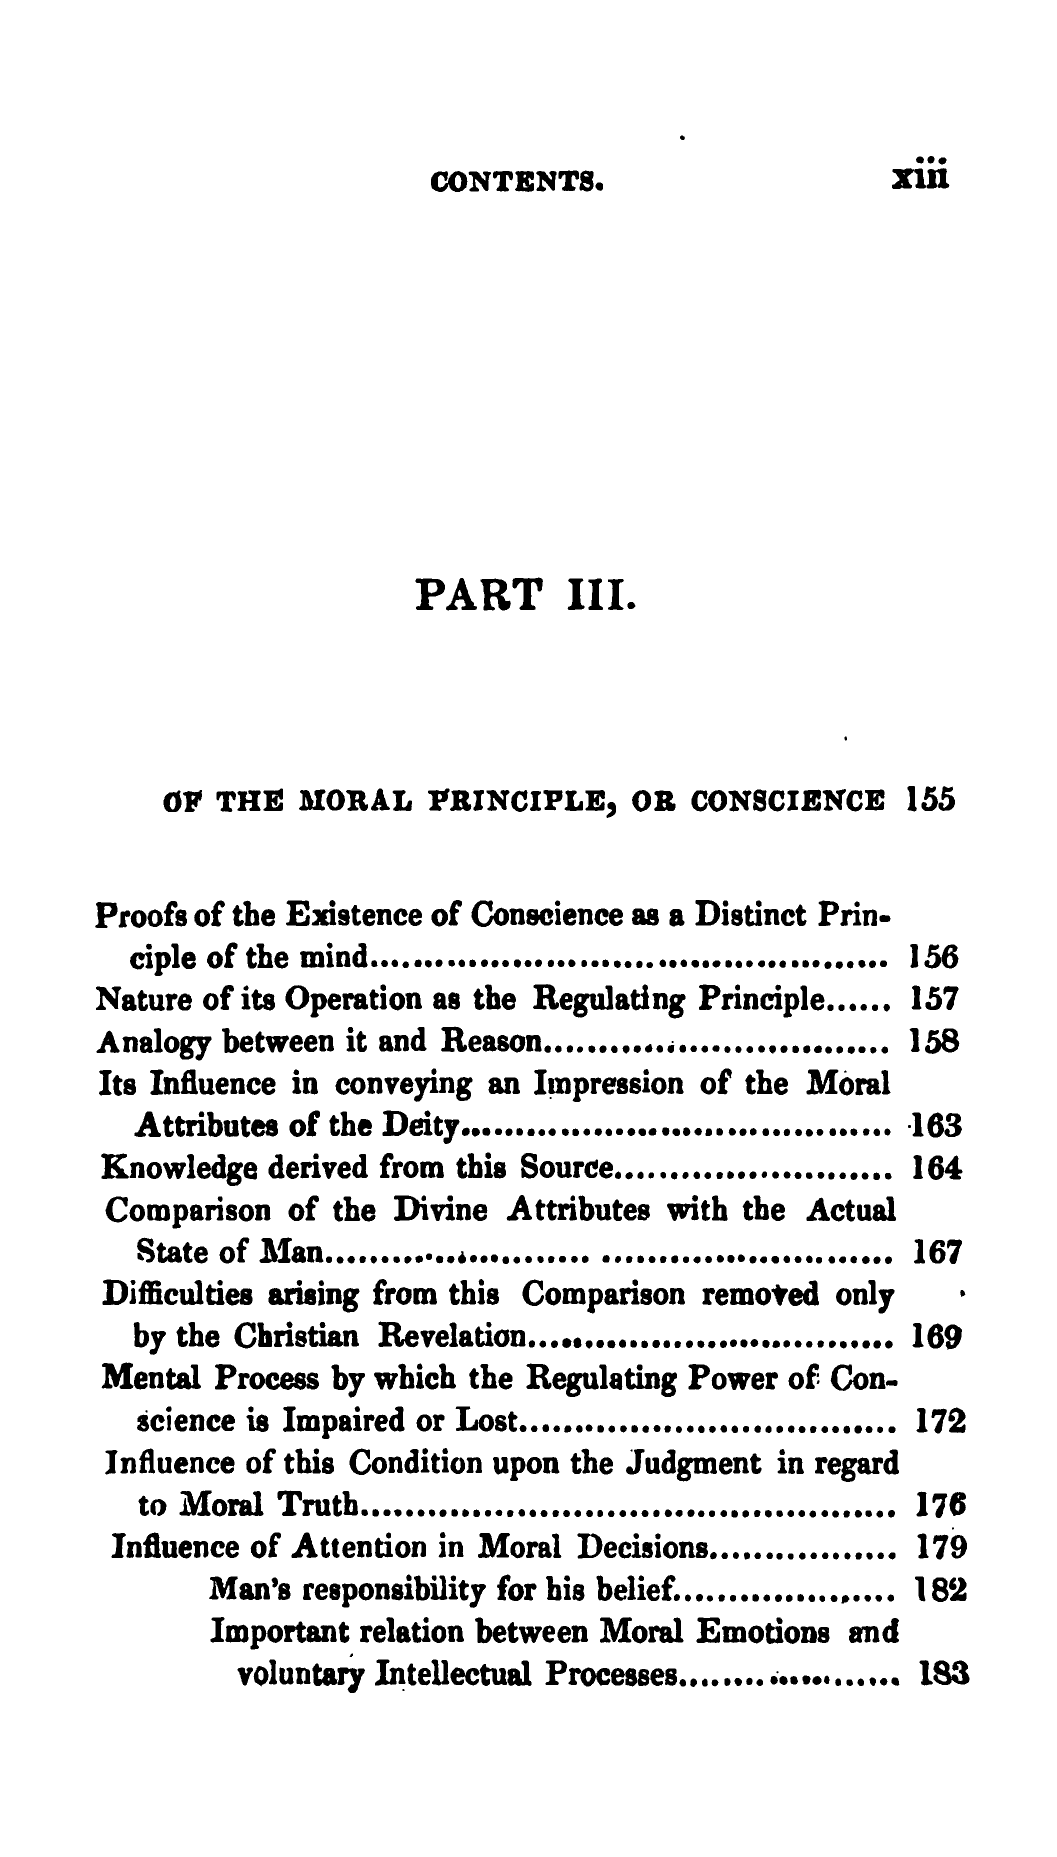 CONTENTS. xiii
PART III.
OF THE MORAL PRINCIPLE, OR CONSCIENCE 155
Proofs of the Existence of Conscience as a Distinct Prin-
ciple of the mind............................................... 156
Nature of its Operation as the Regulating Principle...... 157
Analogy between it and Reason................................ 158
Its Influence in conveying an Impression of the Moral
Attributes of the Deity....................................... 163
Knowledge derived from this Source......................... 164
Comparison of the Divine Attributes with the Actual
State of Man.................................................... 167
Difficulties arising from this Comparison removed only
by the Christian Revelation................................. 169
Mental Process by which the Regulating Power of Con-
science is Impaired or Lost.................................. 172
Influence of this Condition upon the Judgment in regard
to Moral Truth................................................ 176
Influence of Attention in Moral Decisions................. 179
Man's responsibility for his belief.................... 182
Important relation between Moral Emotions and
voluntary Intellectual Processes.................... 183